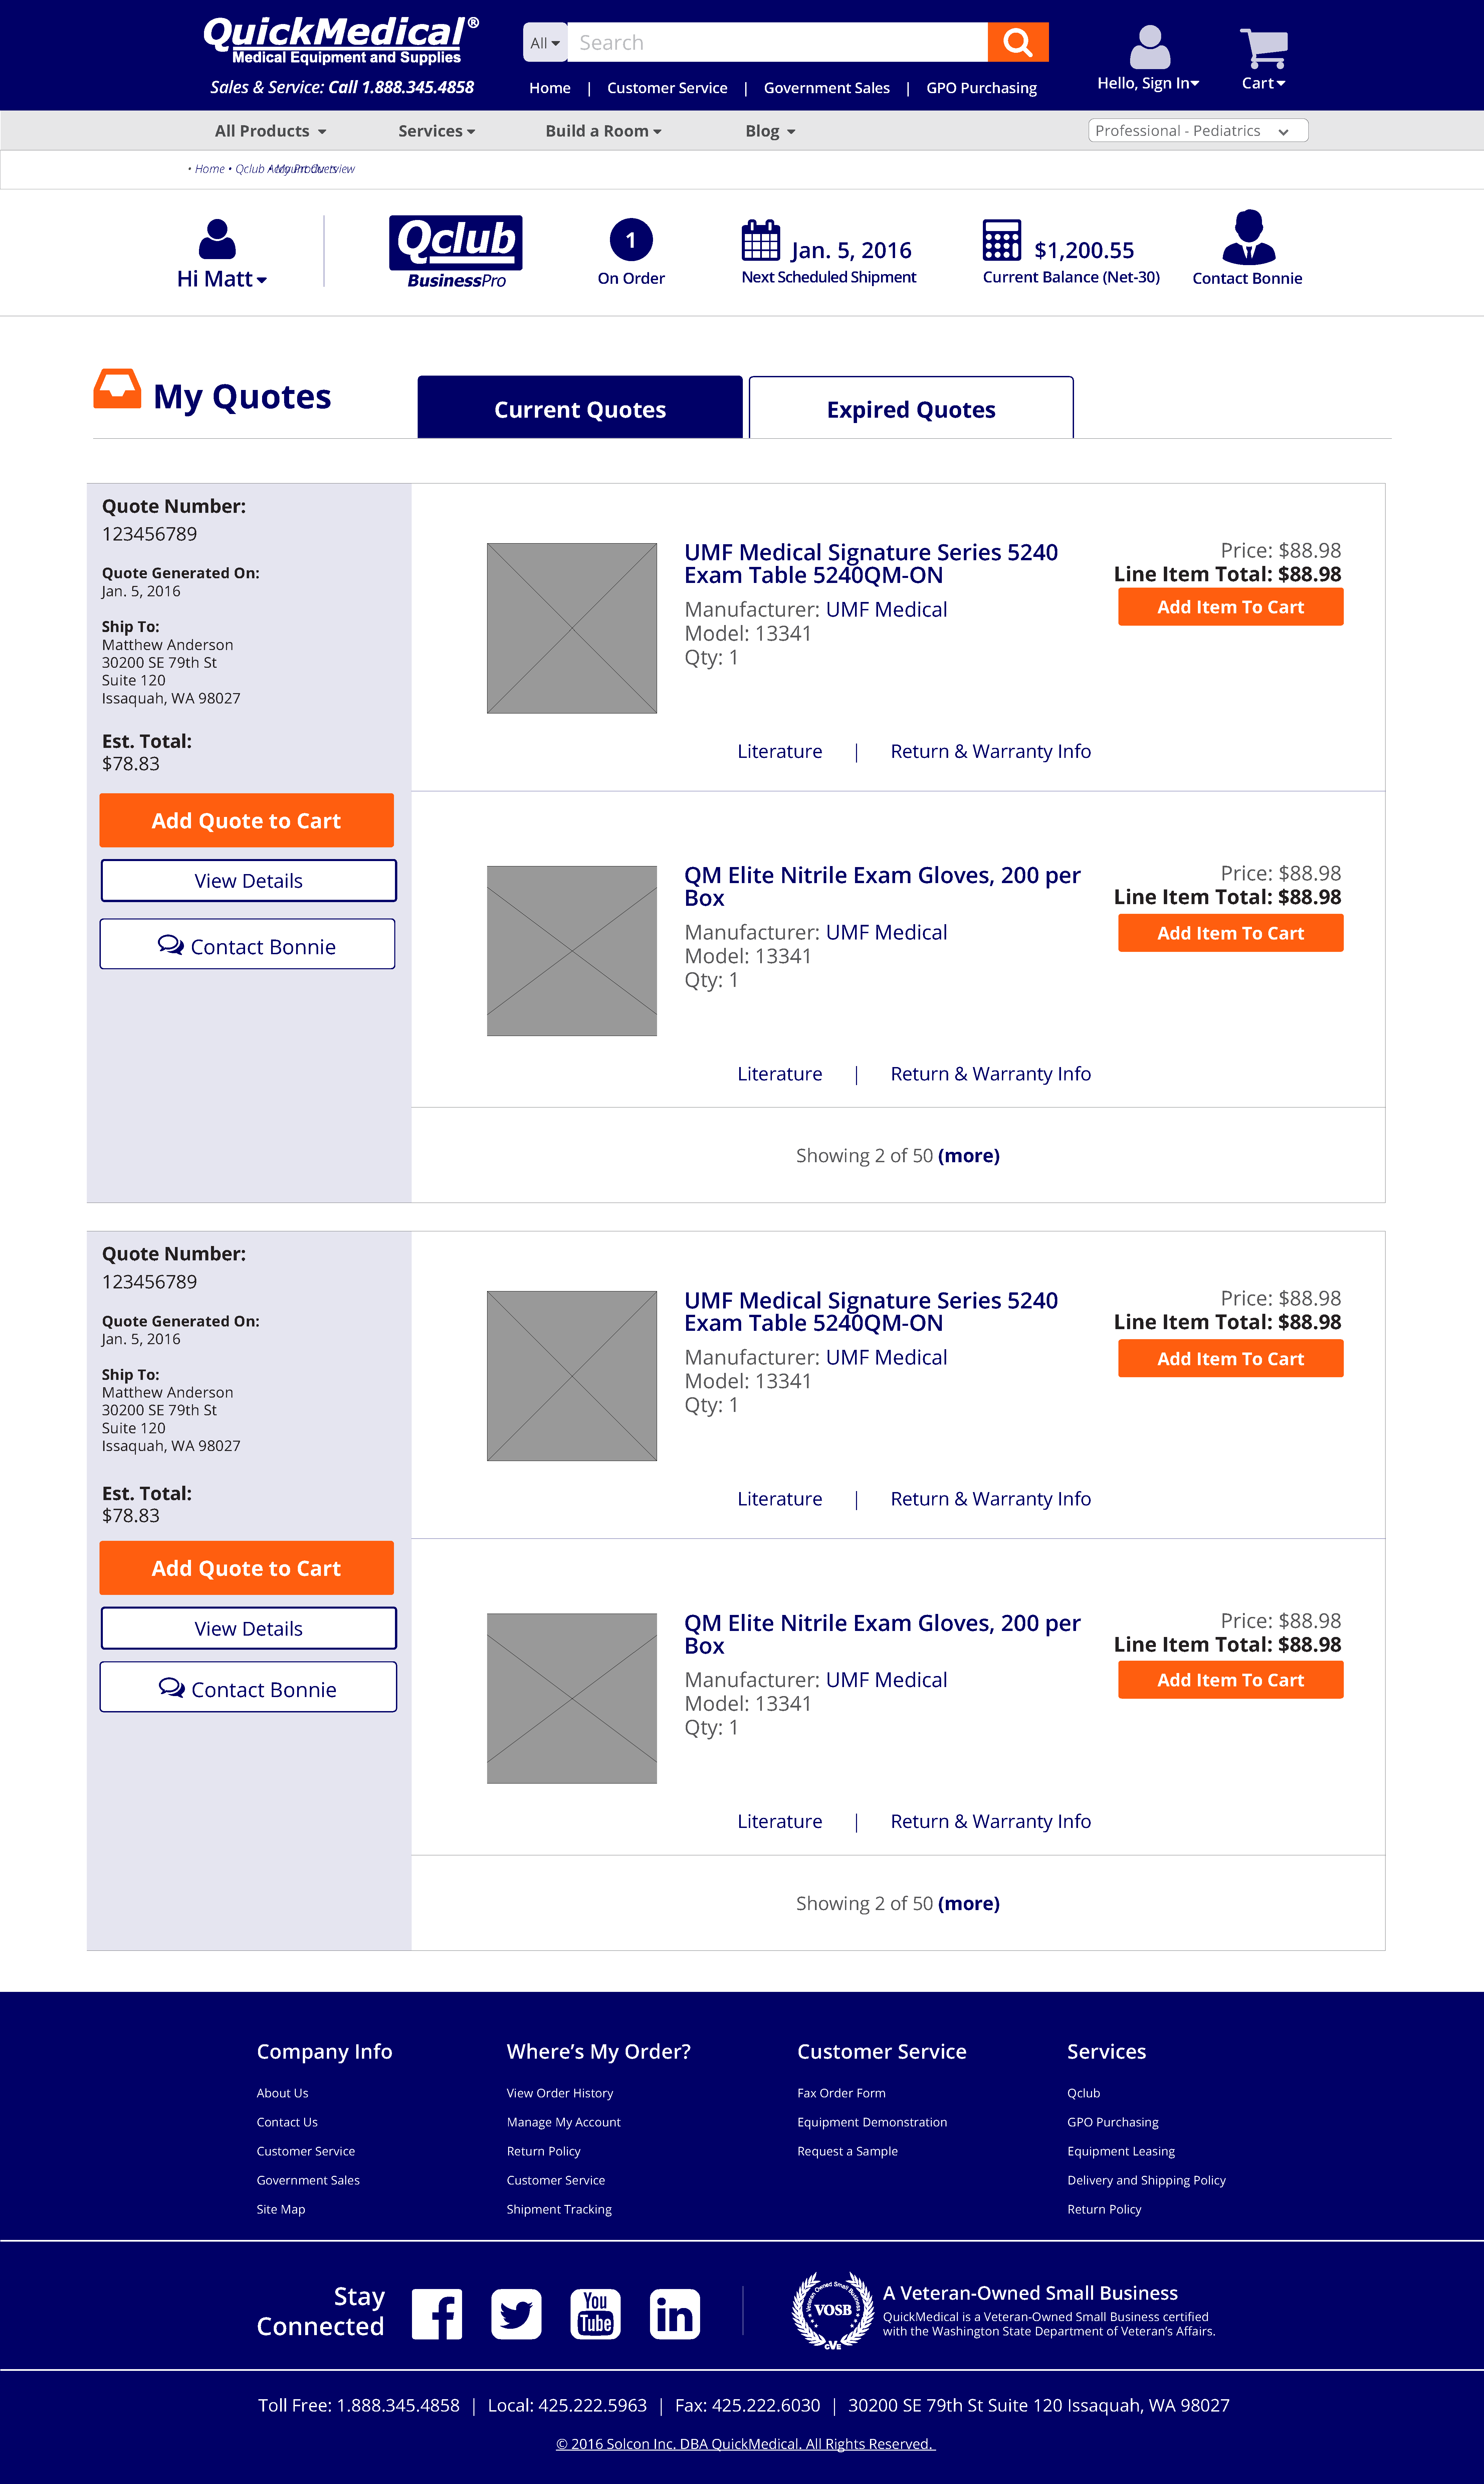 QuickMedical®
Medical Equipment and Supplies
Sales & Service: Call 1.888.345.4858
All
Search
Home | Customer Service | Government Sales | GPO Purchasing
Hello, Sign In
Cart
All Products
Services
Build a Room
Blog
Professional - Pediatrics
• Home • Qclub Account Overview
• My Products
Hi Matt
Qclub
BusinessPro
1
On Order
Jan. 5, 2016
Next Scheduled Shipment
$1,200.55
Current Balance (Net-30)
Contact Bonnie
My Quotes
Current Quotes
Expired Quotes
Quote Number:
123456789
Quote Generated On:
Jan. 5, 2016
Ship To:
Matthew Anderson
30200 SE 79th St
Suite 120
Issaquah, WA 98027
Est. Total:
$78.83
Add Quote to Cart
View Details
Contact Bonnie
UMF Medical Signature Series 5240
Exam Table 5240QM-ON
Manufacturer: UMF Medical
Model: 13341
Qty: 1
Price: $88.98
Line Item Total: $88.98
Add Item To Cart
Literature | Return & Warranty Info
QM Elite Nitrile Exam Gloves, 200 per
Box
Manufacturer: UMF Medical
Model: 13341
Qty: 1
Price: $88.98
Line Item Total: $88.98
Add Item To Cart
Literature | Return & Warranty Info
Showing 2 of 50 (more)
Quote Number:
123456789
Quote Generated On:
Jan. 5, 2016
Ship To:
Matthew Anderson
30200 SE 79th St
Suite 120
Issaquah, WA 98027
Est. Total:
$78.83
Add Quote to Cart
View Details
Contact Bonnie
UMF Medical Signature Series 5240
Exam Table 5240QM-ON
Manufacturer: UMF Medical
Model: 13341
Qty: 1
Price: $88.98
Line Item Total: $88.98
Add Item To Cart
Literature | Return & Warranty Info
QM Elite Nitrile Exam Gloves, 200 per
Box
Manufacturer: UMF Medical
Model: 13341
Qty: 1
Price: $88.98
Line Item Total: $88.98
Add Item To Cart
Literature | Return & Warranty Info
Showing 2 of 50 (more)
Company Info
About Us
Contact Us
Customer Service
Government Sales
Site Map
Where's My Order?
View Order History
Manage My Account
Return Policy
Customer Service
Shipment Tracking
Customer Service
Fax Order Form
Equipment Demonstration
Request a Sample
Services
Qclub
GPO Purchasing
Equipment Leasing
Delivery and Shipping Policy
Return Policy
Stay
Connected
f
You
Tube
in
Veteran Owned Small Business
VOSB
CVE
A Veteran-Owned Small Business
QuickMedical is a Veteran-Owned Small Business certified
with the Washington State Department of Veteran's Affairs.
Toll Free: 1.888.345.4858 | Local: 425.222.5963 | Fax: 425.222.6030 | 30200 SE 79th St Suite 120 Issaquah, WA 98027
© 2016 Solcon Inc. DBA QuickMedical. All Rights Reserved.